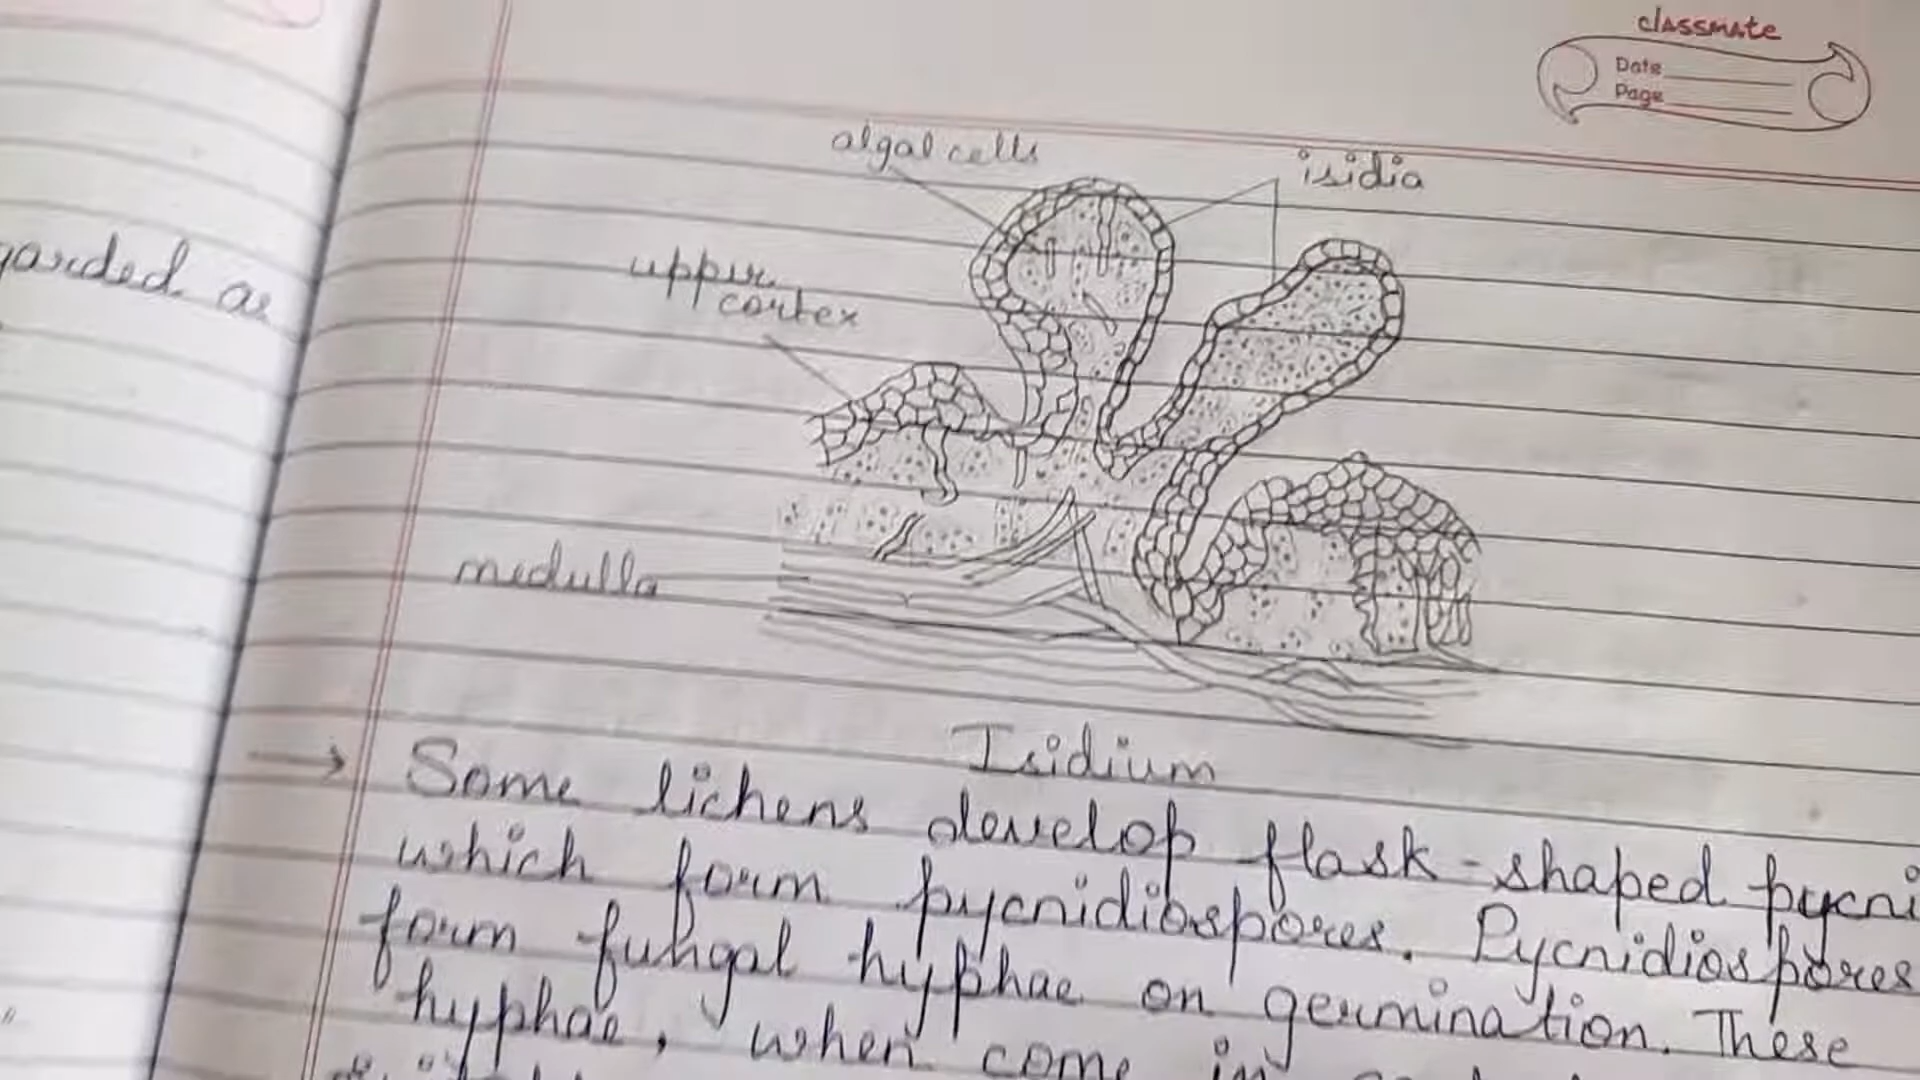 classmate
Date
Page
algal cells
isidia
upper
cortex
garded as
medulla
Isidium
→ Some lichens develop flask-shaped pycni
which form pycnidiospores. Pycnidiospores
form fungal hyphae on germination. These
hyphae, when come in